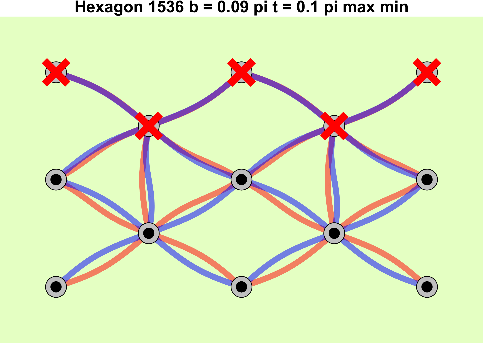 Hexagon 1536 b = 0.09 pi t = 0.1 pi max min